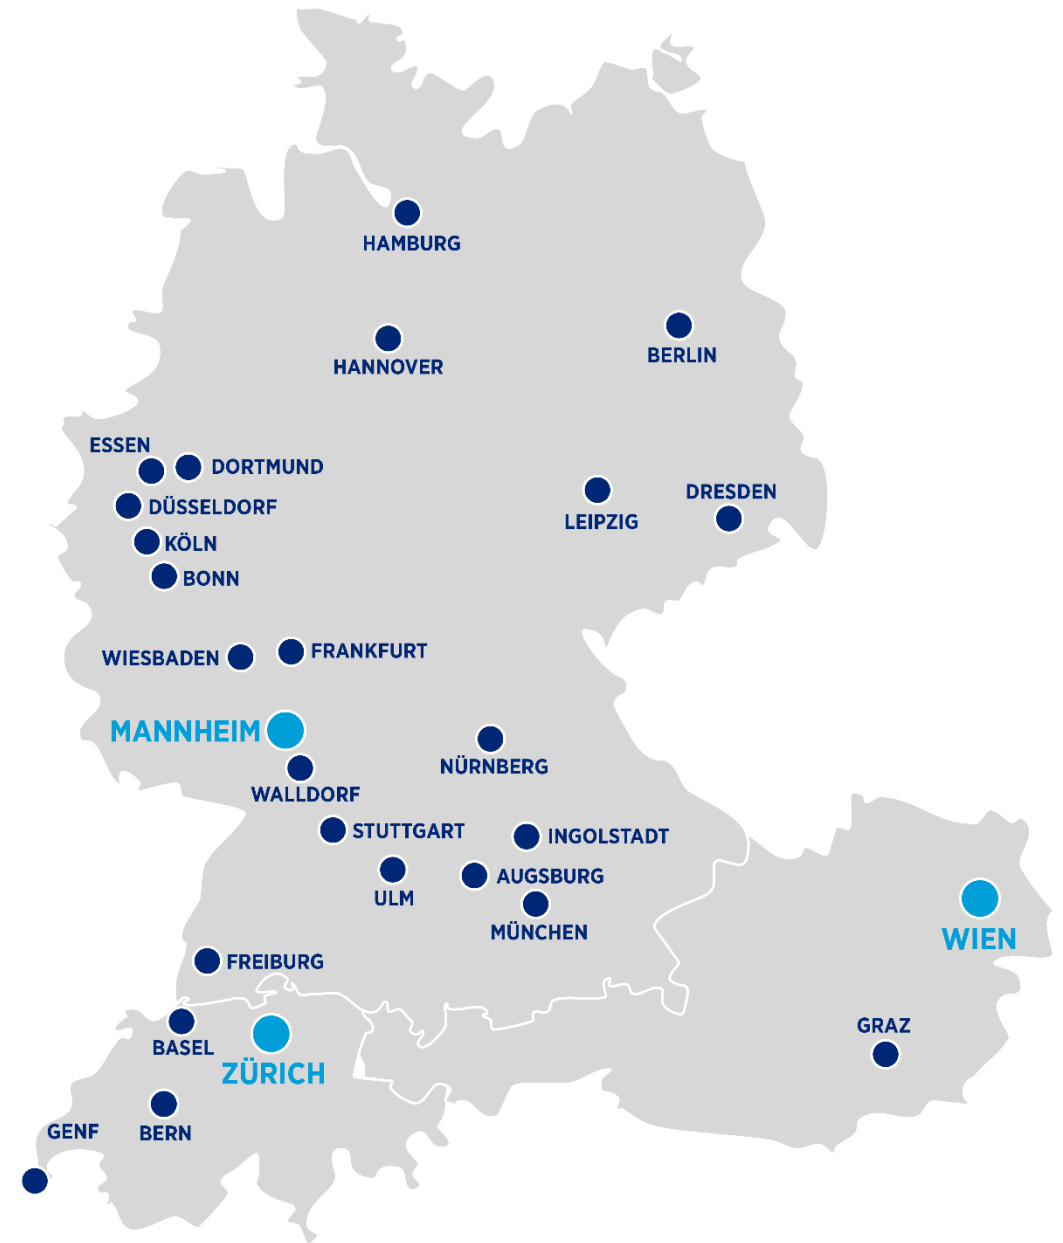 HAMBURG
HANNOVER
BERLIN
ESSEN
DORTMUND
DÜSSELDORF
KÖLN
BONN
LEIPZIG
DRESDEN
WIESBADEN
FRANKFURT
MANNHEIM
WALLDORF
NÜRNBERG
STUTTGART
INGOLSTADT
ULM
AUGSBURG
MÜNCHEN
WIEN
FREIBURG
BASEL
ZÜRICH
GRAZ
GENF
BERN